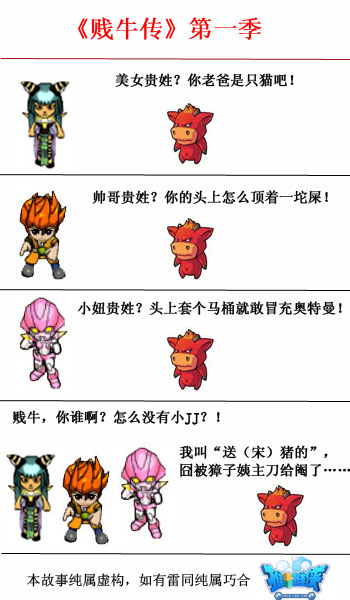 《贱牛传》第一季
美女贵姓？你老爸是只猫吧！
帅哥贵姓？你的头上怎么顶着一坨屎！
小妞贵姓？头上套个马桶就敢冒充奥特曼！
贱牛，你谁啊？怎么没有小JJ？！
我叫“送（宋）猪的”，
囧被獐子姨主刀给阉了……
本故事纯属虚构，如有雷同纯属巧合